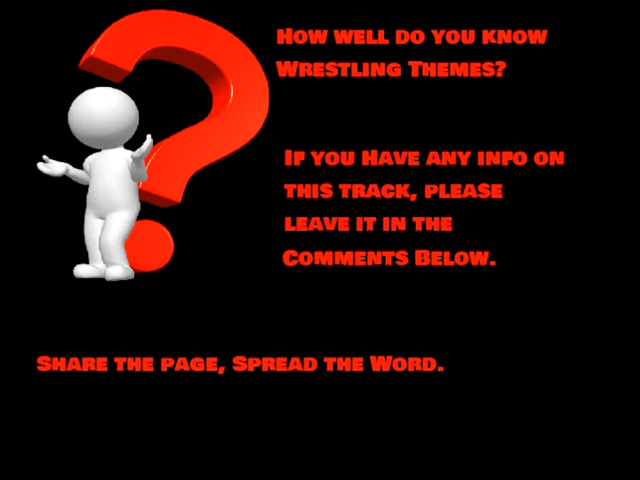 How well do you know
Wrestling Themes?
If you Have any info on
this track, please
leave it in the
Comments Below.
Share the page, Spread the Word.